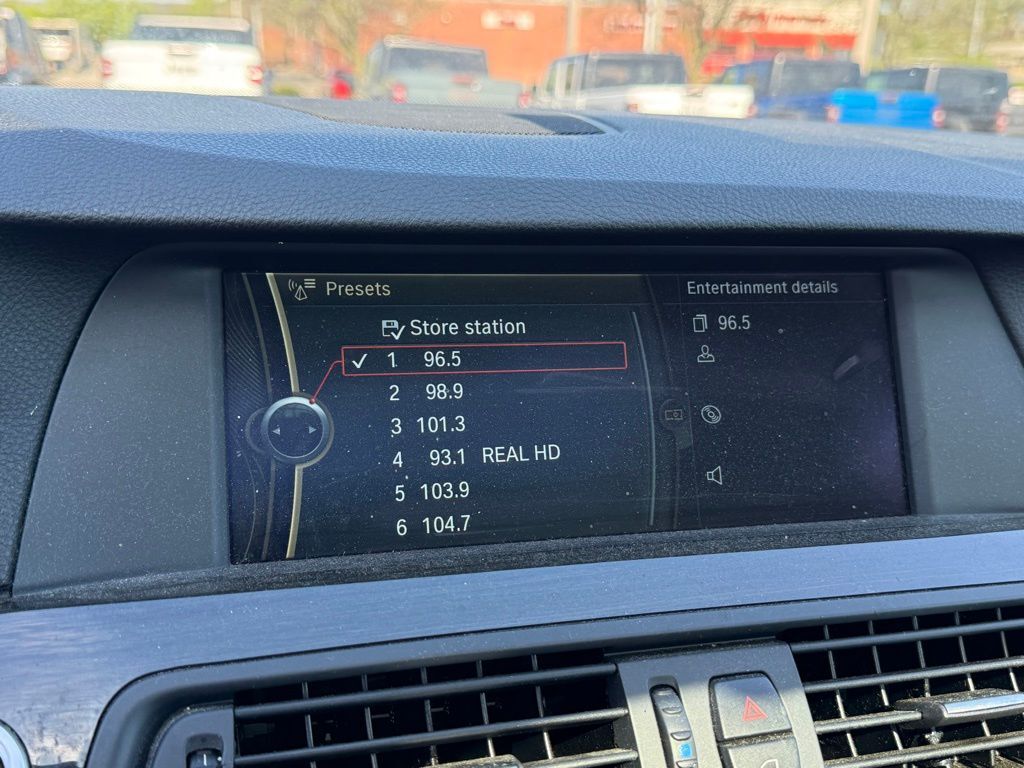 Presets
Store station
1 96.5
2 98.9
3 101.3
4 93.1 REAL HD
5 103.9
6 104.7
Entertainment details
96.5